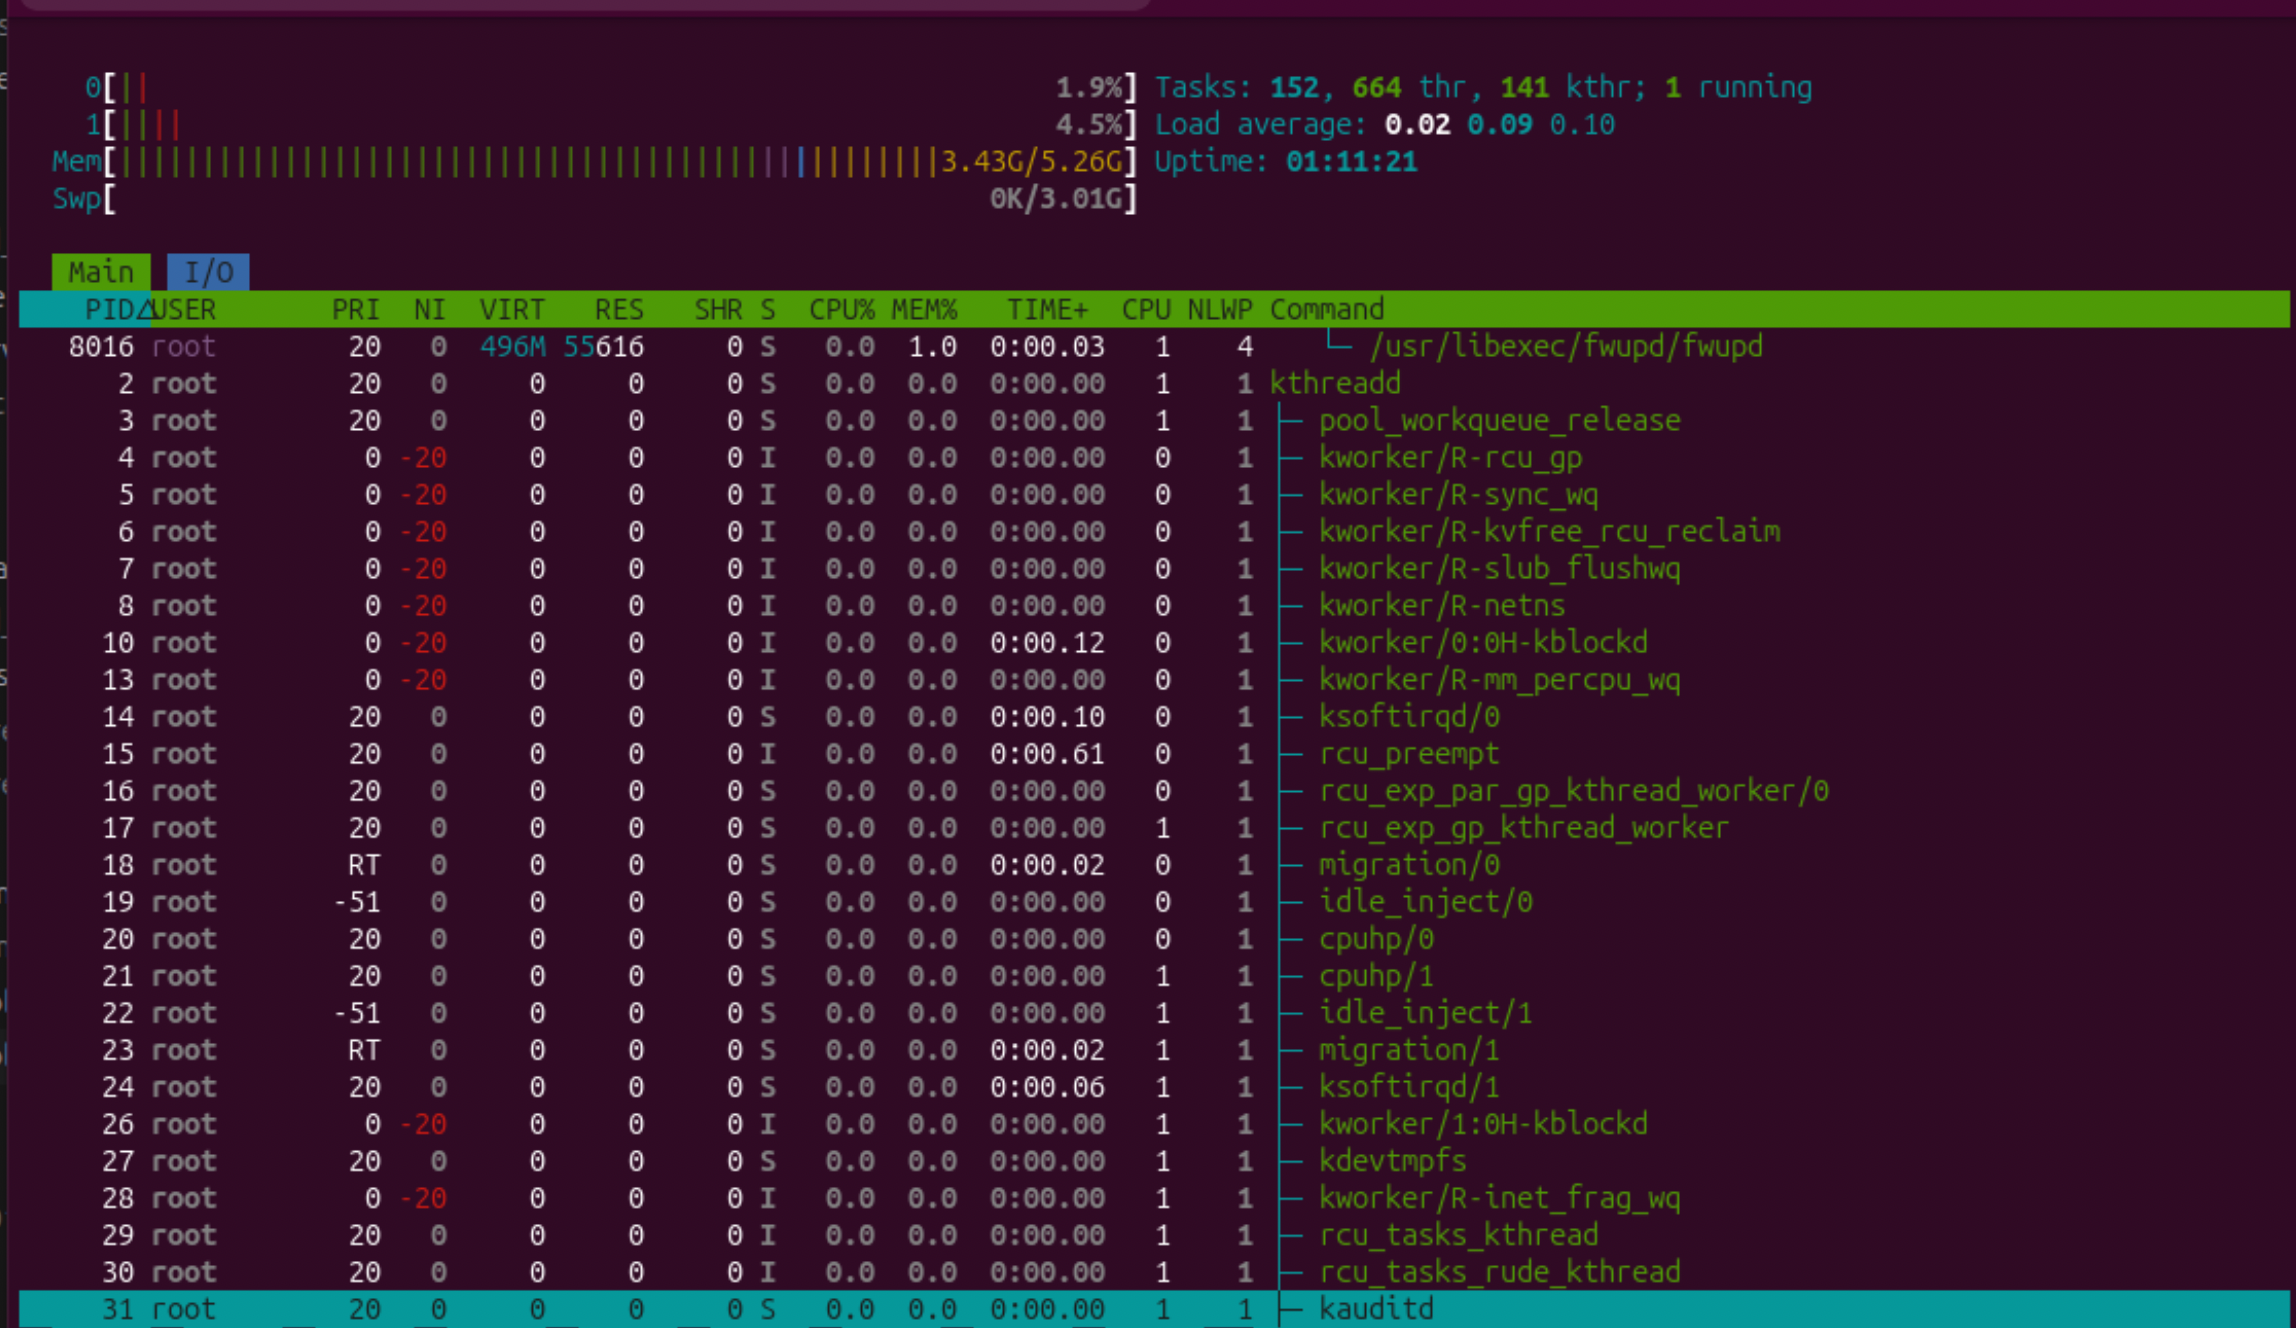 0[|| 1.9%] Tasks: 152, 664 thr, 141 kthr; 1 running
1[|||| 4.5%] Load average: 0.02 0.09 0.10
Mem[||||||||||||||||||||||||||||||||||||||||||||||||||3.43G/5.26G] Uptime: 01:11:21
Swp[ 0K/3.01G]
Main I/O
PID△USER PRI NI VIRT RES SHR S CPU% MEM% TIME+ CPU NLWP Command
8016 root 20 0 496M 55616 0 S 0.0 1.0 0:00.03 1 4 └─ /usr/libexec/fwupd/fwupd
2 root 20 0 0 0 0 S 0.0 0.0 0:00.00 1 1 kthreadd
3 root 20 0 0 0 0 S 0.0 0.0 0:00.00 1 1 ├─ pool_workqueue_release
4 root 0 -20 0 0 0 I 0.0 0.0 0:00.00 0 1 ├─ kworker/R-rcu_gp
5 root 0 -20 0 0 0 I 0.0 0.0 0:00.00 0 1 ├─ kworker/R-sync_wq
6 root 0 -20 0 0 0 I 0.0 0.0 0:00.00 0 1 ├─ kworker/R-kvfree_rcu_reclaim
7 root 0 -20 0 0 0 I 0.0 0.0 0:00.00 0 1 ├─ kworker/R-slub_flushwq
8 root 0 -20 0 0 0 I 0.0 0.0 0:00.00 0 1 ├─ kworker/R-netns
10 root 0 -20 0 0 0 I 0.0 0.0 0:00.12 0 1 ├─ kworker/0:0H-kblockd
13 root 0 -20 0 0 0 I 0.0 0.0 0:00.00 0 1 ├─ kworker/R-mm_percpu_wq
14 root 20 0 0 0 0 S 0.0 0.0 0:00.10 0 1 ├─ ksoftirqd/0
15 root 20 0 0 0 0 I 0.0 0.0 0:00.61 0 1 ├─ rcu_preempt
16 root 20 0 0 0 0 S 0.0 0.0 0:00.00 0 1 ├─ rcu_exp_par_gp_kthread_worker/0
17 root 20 0 0 0 0 S 0.0 0.0 0:00.00 1 1 ├─ rcu_exp_gp_kthread_worker
18 root RT 0 0 0 0 S 0.0 0.0 0:00.02 0 1 ├─ migration/0
19 root -51 0 0 0 0 S 0.0 0.0 0:00.00 0 1 ├─ idle_inject/0
20 root 20 0 0 0 0 S 0.0 0.0 0:00.00 0 1 ├─ cpuhp/0
21 root 20 0 0 0 0 S 0.0 0.0 0:00.00 1 1 ├─ cpuhp/1
22 root -51 0 0 0 0 S 0.0 0.0 0:00.00 1 1 ├─ idle_inject/1
23 root RT 0 0 0 0 S 0.0 0.0 0:00.02 1 1 ├─ migration/1
24 root 20 0 0 0 0 S 0.0 0.0 0:00.06 1 1 ├─ ksoftirqd/1
26 root 0 -20 0 0 0 I 0.0 0.0 0:00.00 1 1 ├─ kworker/1:0H-kblockd
27 root 20 0 0 0 0 S 0.0 0.0 0:00.00 1 1 ├─ kdevtmpfs
28 root 0 -20 0 0 0 I 0.0 0.0 0:00.00 1 1 ├─ kworker/R-inet_frag_wq
29 root 20 0 0 0 0 I 0.0 0.0 0:00.00 1 1 ├─ rcu_tasks_kthread
30 root 20 0 0 0 0 I 0.0 0.0 0:00.00 1 1 ├─ rcu_tasks_rude_kthread
31 root 20 0 0 0 0 S 0.0 0.0 0:00.00 1 1 ├─ kauditd